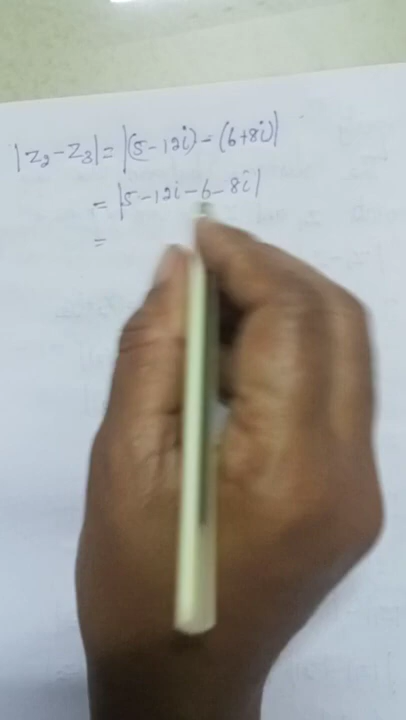 |z₂-z₃| = |(5-12i)-(6+8i)|
= |5-12i-6-8i|
=